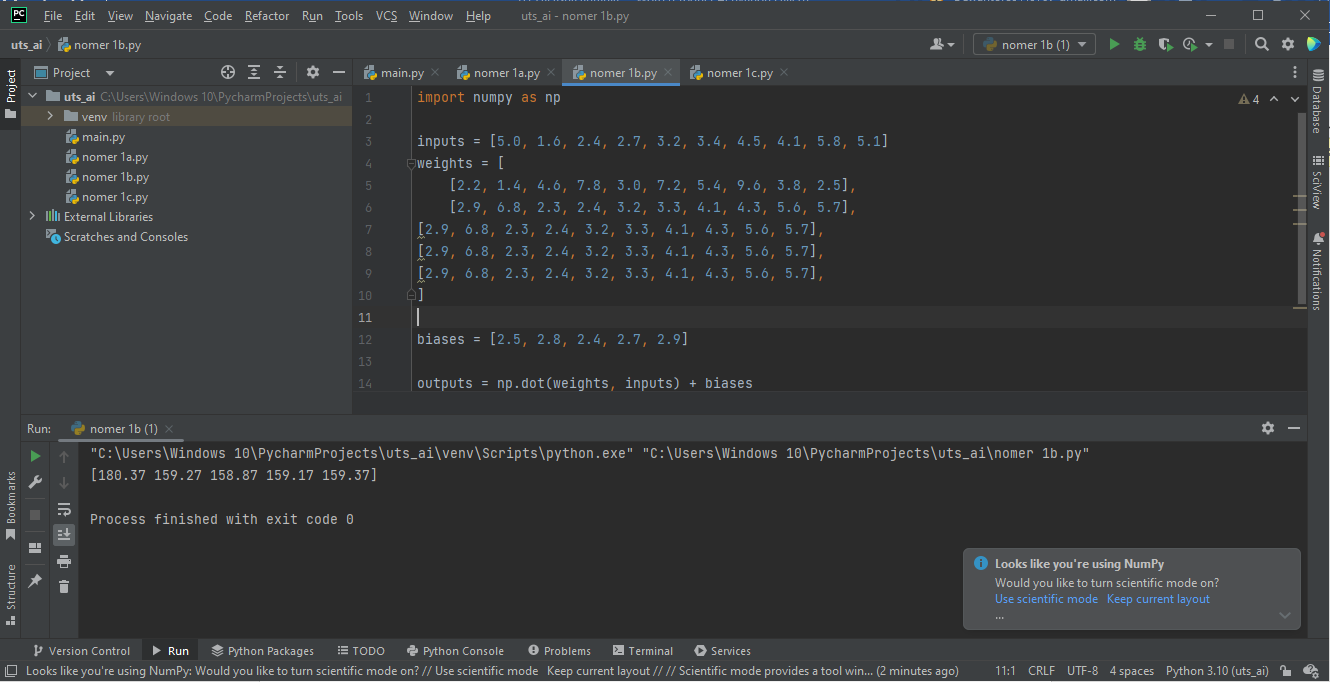 PC File Edit View Navigate Code Refactor Run Tools VCS Window Help uts_ai - nomer 1b.py
uts_ai nomer 1b.py nomer 1b (1)
Project
Project
main.py nomer 1a.py nomer 1b.py nomer 1c.py
uts_ai C:\Users\Windows 10\PycharmProjects\uts_ai
venv library root
main.py
nomer 1a.py
nomer 1b.py
nomer 1c.py
External Libraries
Scratches and Consoles
4
1 import numpy as np
2
3 inputs = [5.0, 1.6, 2.4, 2.7, 3.2, 3.4, 4.5, 4.1, 5.8, 5.1]
4 weights = [
5 [2.2, 1.4, 4.6, 7.8, 3.0, 7.2, 5.4, 9.6, 3.8, 2.5],
6 [2.9, 6.8, 2.3, 2.4, 3.2, 3.3, 4.1, 4.3, 5.6, 5.7],
7 [2.9, 6.8, 2.3, 2.4, 3.2, 3.3, 4.1, 4.3, 5.6, 5.7],
8 [2.9, 6.8, 2.3, 2.4, 3.2, 3.3, 4.1, 4.3, 5.6, 5.7],
9 [2.9, 6.8, 2.3, 2.4, 3.2, 3.3, 4.1, 4.3, 5.6, 5.7],
10 ]
11
12 biases = [2.5, 2.8, 2.4, 2.7, 2.9]
13
14 outputs = np.dot(weights, inputs) + biases
Database
SciView
Notifications
Run: nomer 1b (1)
"C:\Users\Windows 10\PycharmProjects\uts_ai\venv\Scripts\python.exe" "C:\Users\Windows 10\PycharmProjects\uts_ai\nomer 1b.py"
[180.37 159.27 158.87 159.17 159.37]
Process finished with exit code 0
Bookmarks
Structure
Looks like you're using NumPy
Would you like to turn scientific mode on?
Use scientific mode Keep current layout
...
Version Control Run Python Packages TODO Python Console Problems Terminal Services
Looks like you're using NumPy: Would you like to turn scientific mode on? // Use scientific mode Keep current layout // // Scientific mode provides a tool win... (2 minutes ago) 11:1 CRLF UTF-8 4 spaces Python 3.10 (uts_ai)